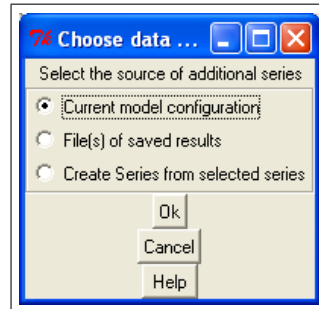 Choose data ...
Select the source of additional series
Current model configuration
File(s) of saved results
Create Series from selected series
Ok
Cancel
Help